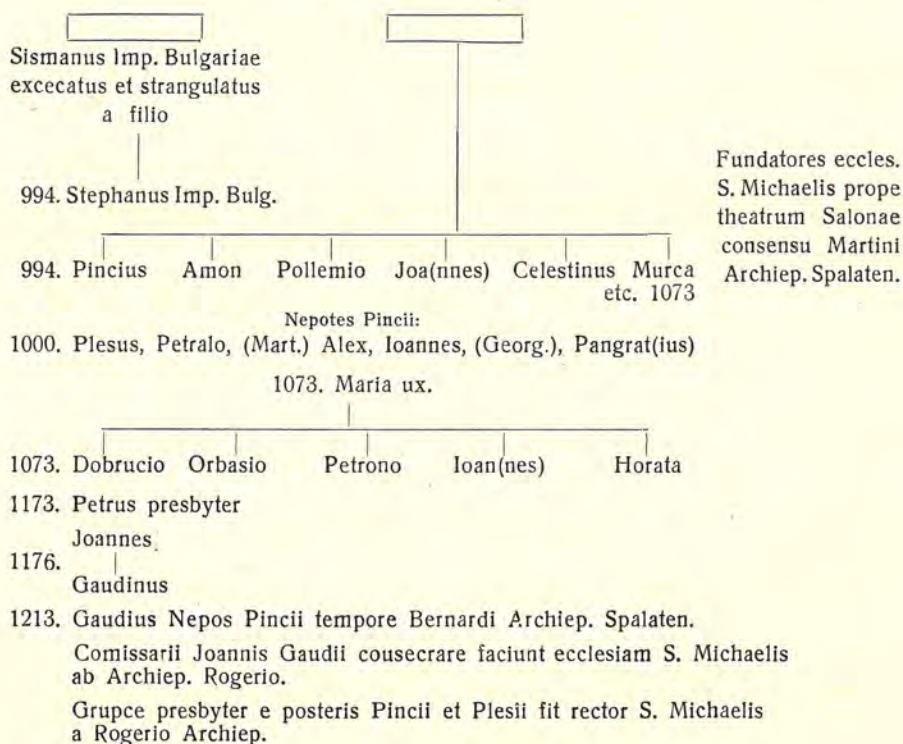 Sismanus Imp. Bulgariae
excecatus et strangulatus
a filio
994. Stephanus Imp. Bulg.
Fundatores eccles.
S. Michaelis prope
theatrum Salonae
consensu Martini
Archiep. Spalaten.
994. Pincius Amon Pollemio Joa(nnes) Celestinus Murca
etc. 1073
Nepotes Pincii:
1000. Plesus, Petralo, (Mart.) Alex, Ioannes, (Georg.), Pangrat(ius)
1073. Maria ux.
1073. Dobrucio Orbasio Petrono Ioan(nes) Horata
1173. Petrus presbyter
Joannes
1176.
Gaudinus
1213. Gaudius Nepos Pincii tempore Bernardi Archiep. Spalaten.
Comissarii Joannis Gaudii cousecrare faciunt ecclesiam S. Michaelis
ab Archiep. Rogerio.
Grupce presbyter e posteris Pincii et Plesii fit rector S. Michaelis
a Rogerio Archiep.